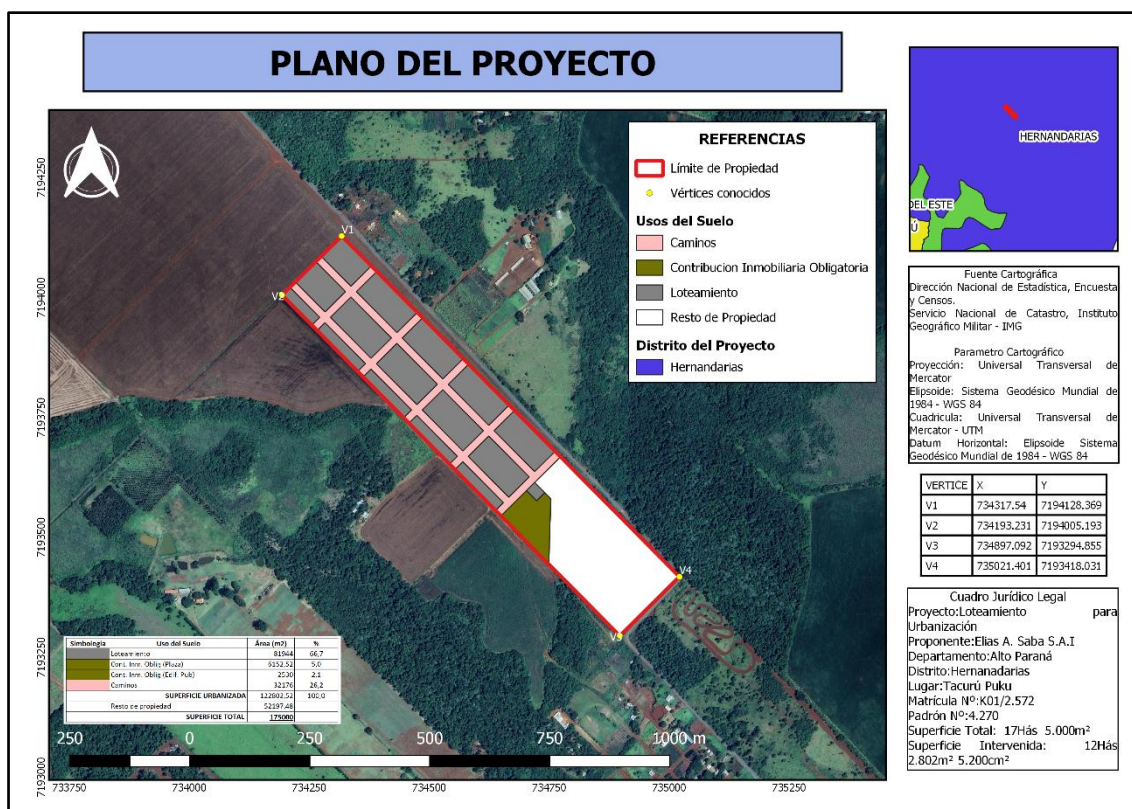 PLANO DEL PROYECTO
REFERENCIAS
Límite de Propiedad
Vértices conocidos
Usos del Suelo
Caminos
Contribucion Inmobiliaria Obligatoria
Loteamiento
Resto de Propiedad
Distrito del Proyecto
Hernandarias
V1
V2
V3
V4
7194250
7194000
7193750
7193500
7193250
7193000
Simbología Uso del Suelo Área (m2) %
Loteamiento 81944 66,7
Cont. Inm. Oblig (Plaza) 6152,52 5,0
Cont. Inm. Oblig (Edif. Pub) 2530 2,1
Caminos 32176 26,2
SUPERFICIE URBANIZADA 122802,52 100,0
Resto de propiedad 52197.48
SUPERFICIE TOTAL 175000
250 0 250 500 750 1000 m
733750 734000 734250 734500 734750 735000 735250
HERNANDARIAS
DEL ESTE
Ú
Fuente Cartográfica
Dirección Nacional de Estadística, Encuesta
y Censos.
Servicio Nacional de Catastro, Instituto
Geográfico Militar - IMG
Parametro Cartográfico
Proyección: Universal Transversal de
Mercator
Elipsoide: Sistema Geodésico Mundial de
1984 - WGS 84
Cuadricula: Universal Transversal de
Mercator - UTM
Datum Horizontal: Elipsoide Sistema
Geodésico Mundial de 1984 - WGS 84
VERTICE X Y
V1 734317.54 7194128.369
V2 734193.231 7194005.193
V3 734897.092 7193294.855
V4 735021.401 7193418.031
Cuadro Jurídico Legal
Proyecto:Loteamiento para
Urbanización
Proponente:Elias A. Saba S.A.I
Departamento:Alto Paraná
Distrito:Hernanadarias
Lugar:Tacurú Puku
Matrícula Nº:K01/2.572
Padrón Nº:4.270
Superficie Total: 17Hás 5.000m²
Superficie Intervenida: 12Hás
2.802m² 5.200cm²